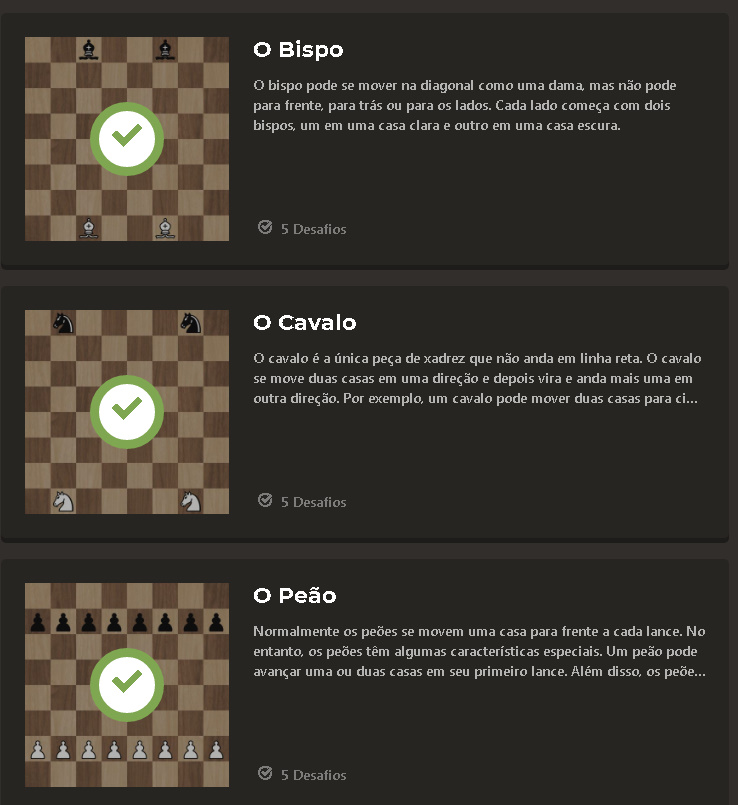 O Bispo
O bispo pode se mover na diagonal como uma dama, mas não pode
para frente, para trás ou para os lados. Cada lado começa com dois
bispos, um em uma casa clara e outro em uma casa escura.
5 Desafios
O Cavalo
O cavalo é a única peça de xadrez que não anda em linha reta. O cavalo
se move duas casas em uma direção e depois vira e anda mais uma em
outra direção. Por exemplo, um cavalo pode mover duas casas para ci...
5 Desafios
O Peão
Normalmente os peões se movem uma casa para frente a cada lance. No
entanto, os peões têm algumas características especiais. Um peão pode
avançar uma ou duas casas em seu primeiro lance. Além disso, os peõe...
5 Desafios